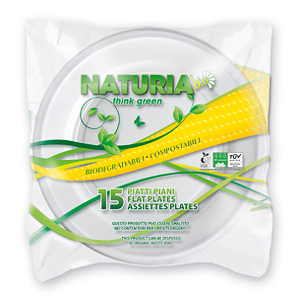 NATURIA bio
think green
BIODEGRADABILI • COMPOSTABILI
TÜV
15 PIATTI PIANI
FLAT PLATES
ASSIETTES PLATES
QUESTO PRODOTTO PUÒ ESSERE SMALTITO
NEI CONTENITORI PER I RIFIUTI ORGANICI
THIS PRODUCT CAN BE DISPOSED
IN ORGANIC WASTE BINS